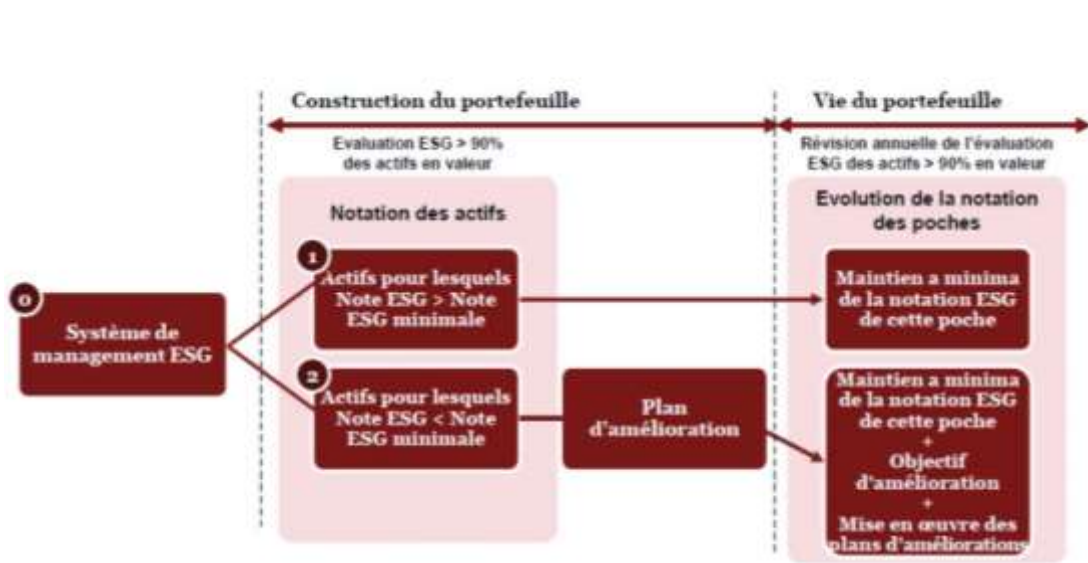 Construction du portefeuille
Evaluation ESG > 90%
des actifs en valeur
Vie du portefeuille
Révision annuelle de l'évaluation
ESG des actifs > 90% en valeur
0
Système de
management ESG
Notation des actifs
1
Actifs pour lesquels
Note ESG > Note
ESG minimale
2
Actifs pour lesquels
Note ESG < Note
ESG minimale
Plan
d'amélioration
Evolution de la notation
des poches
Maintien a minima
de la notation ESG
de cette poche
Maintien a minima
de la notation ESG
de cette poche
+
Objectif
d'amélioration
+
Mise en œuvre des
plans d'améliorations